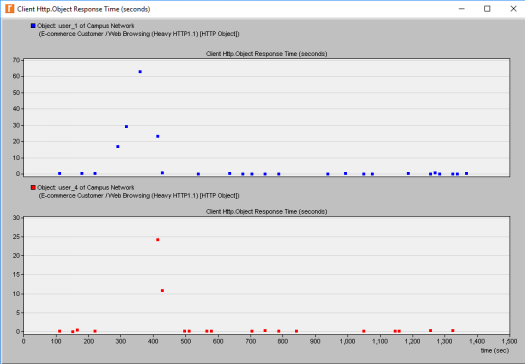 Client Http.Object Response Time (seconds)
Object: user_1 of Campus Network
(E-commerce Customer / Web Browsing (Heavy HTTP1.1) [HTTP Object])
Client Http.Object Response Time (seconds)
70
60
50
40
30
20
10
0
Object: user_4 of Campus Network
(E-commerce Customer / Web Browsing (Heavy HTTP1.1) [HTTP Object])
Client Http.Object Response Time (seconds)
30
25
20
15
10
5
0
0 100 200 300 400 500 600 700 800 900 1,000 1,100 1,200 1,300 1,400 1,500
time (sec)